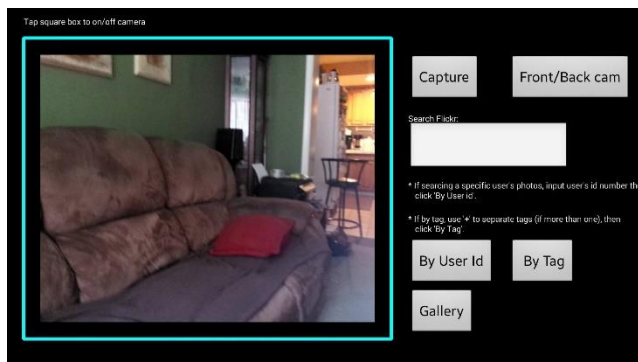 Tap square box to on/off camera
Capture
Front/Back cam
Search Flickr:
* If searcing a specific user's photos, input user's id number the
click 'By User id'.
* If by tag, use '+' to separate tags (if more than one), then
click 'By Tag'.
By User Id
By Tag
Gallery